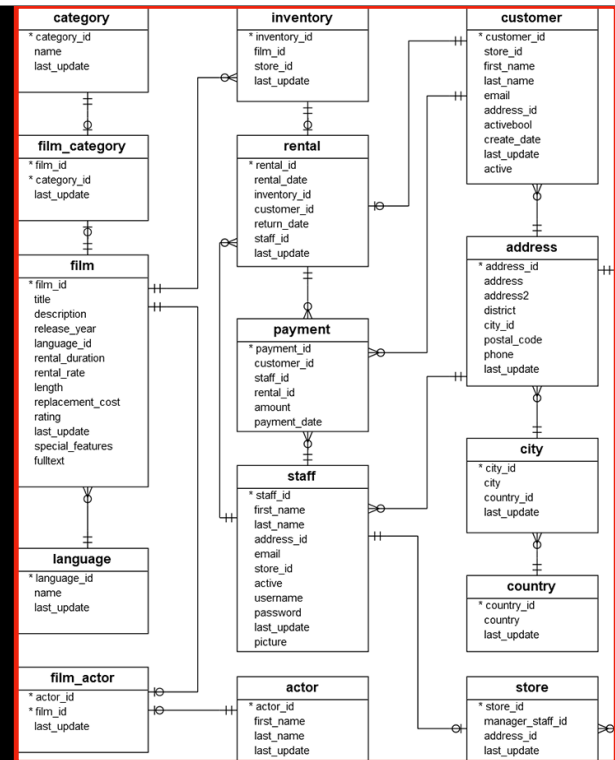 category
* category_id
name
last_update
film_category
* film_id
* category_id
last_update
film
* film_id
title
description
release_year
language_id
rental_duration
rental_rate
length
replacement_cost
rating
last_update
special_features
fulltext
language
* language_id
name
last_update
film_actor
* actor_id
* film_id
last_update
inventory
* inventory_id
film_id
store_id
last_update
rental
* rental_id
rental_date
inventory_id
customer_id
return_date
staff_id
last_update
payment
* payment_id
customer_id
staff_id
rental_id
amount
payment_date
staff
* staff_id
first_name
last_name
address_id
email
store_id
active
username
password
last_update
picture
actor
* actor_id
first_name
last_name
last_update
customer
* customer_id
store_id
first_name
last_name
email
address_id
activebool
create_date
last_update
active
address
* address_id
address
address2
district
city_id
postal_code
phone
last_update
city
* city_id
city
country_id
last_update
country
* country_id
country
last_update
store
* store_id
manager_staff_id
address_id
last_update